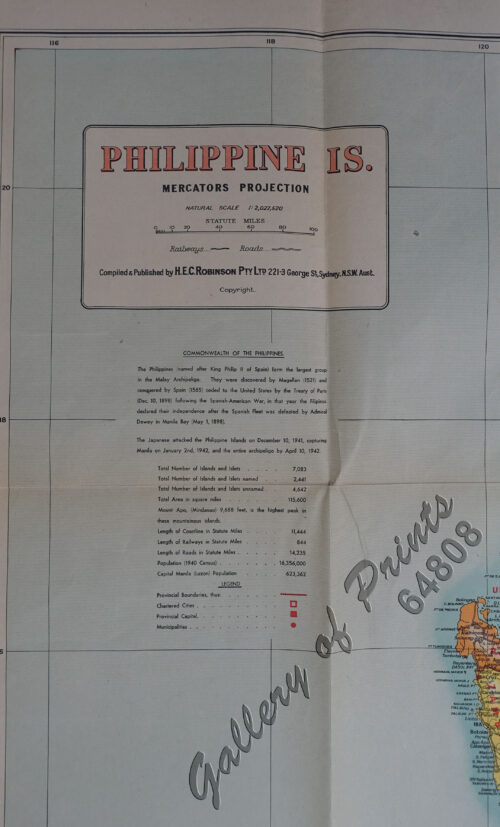 116
118
120
PHILIPPINE IS.
20
MERCATORS PROJECTION
NATURAL SCALE 1:2,027,520
STATUTE MILES
0 10 20 40 60 80 100
Railways Roads
Compiled & Published by H.E.C. ROBINSON PTY LTD 221-3 George St, Sydney. N.S.W. Aust.
Copyright.
COMMONWEALTH OF THE PHILIPPINES
The Philippines (named after King Philip II of Spain) form the largest group
in the Malay Archipelago. They were discovered by Magellan (1521) and
conquered by Spain (1565) ceded to the United States by the Treaty of Paris
(Dec. 10, 1898) following the Spanish-American War, in that year the Filipinos
declared their independence after the Spanish Fleet was defeated by Admiral
Dewey in Manila Bay (May 1, 1898).
18
The Japanese attacked the Philippine Islands on December 10, 1941, capturing
Manila on January 2nd, 1942, and the entire archipelago by April 10, 1942.
Total Number of Islands and Islets . . . . 7,083
Total Number of Islands and Islets named . . 2,441
Total Number of Islands and Islets unnamed . . 4,642
Total Area in square miles . . . . . 115,600
Mount Apo, (Mindanao) 9,688 feet, is the highest peak in
these mountainous islands.
Length of Coastline in Statute Miles . . . . 11,444
Length of Railways in Statute Miles . . . . 844
Length of Roads in Statute Miles . . . . . 14,235
Population (1940 Census) . . . . . . 16,356,000
Capital Manila (Luzon) Population . . . . 623,362
LEGEND
Provincial Boundaries, thus:
Chartered Cities
Provincial Capital
Municipalities
Gallery of Prints
64808